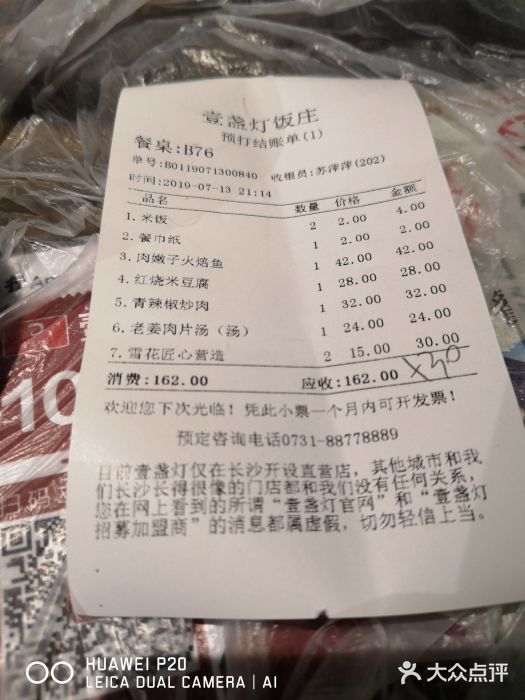 壹盏灯饭庄
预打结账单(1)
餐桌:B76
单号:B0119071300840 收银员:苏萍萍(202)
时间:2019-07-13 21:14
品名 数量 价格 金额
1. 米饭 2 2.00 4.00
2. 餐巾纸 1 2.00 2.00
3. 肉嫩子火焙鱼 1 42.00 42.00
4. 红烧米豆腐 1 28.00 28.00
5. 青辣椒炒肉 1 32.00 32.00
6. 老姜肉片汤（汤） 1 24.00 24.00
7. 雪花匠心营造 2 15.00 30.00
消费:162.00 应收:162.00
欢迎您下次光临！凭此小票一个月内可开发票！
预定咨询电话0731-88778889
目前壹盏灯仅在长沙开设直营店，其他城市和我
们长沙长得很像的门店都和我们没有任何关系，
您在网上看到的所谓“壹盏灯官网”和“壹盏灯
招募加盟商”的消息都属虚假，切勿轻信上当。
10
HUAWEI P20
LEICA DUAL CAMERA | AI
大众点评